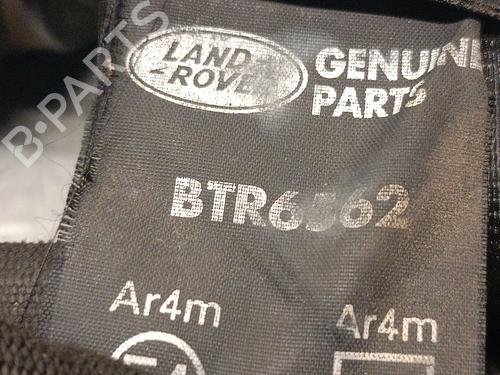 LAND
ROVER
GENUINE
PARTS
BTR6562
Ar4m
Ar4m
B-PARTS